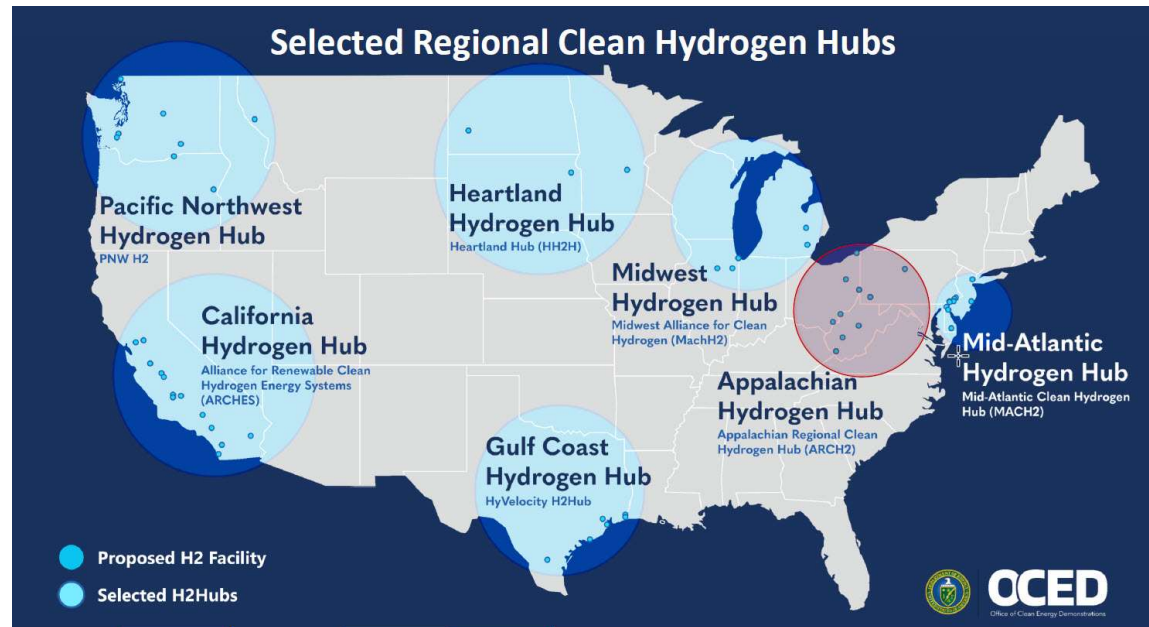 Selected Regional Clean Hydrogen Hubs
Pacific Northwest
Hydrogen Hub
PNW H2
Heartland
Hydrogen Hub
Heartland Hub (HH2H)
Midwest
Hydrogen Hub
Midwest Alliance for Clean
Hydrogen (MachH2)
California
Hydrogen Hub
Alliance for Renewable Clean
Hydrogen Energy Systems
(ARCHES)
Mid-Atlantic
Hydrogen Hub
Mid-Atlantic Clean Hydrogen
Hub (MACH2)
Appalachian
Hydrogen Hub
Appalachian Regional Clean
Hydrogen Hub (ARCH2)
Gulf Coast
Hydrogen Hub
HyVelocity H2Hub
Proposed H2 Facility
Selected H2Hubs
OCED
Office of Clean Energy Demonstrations